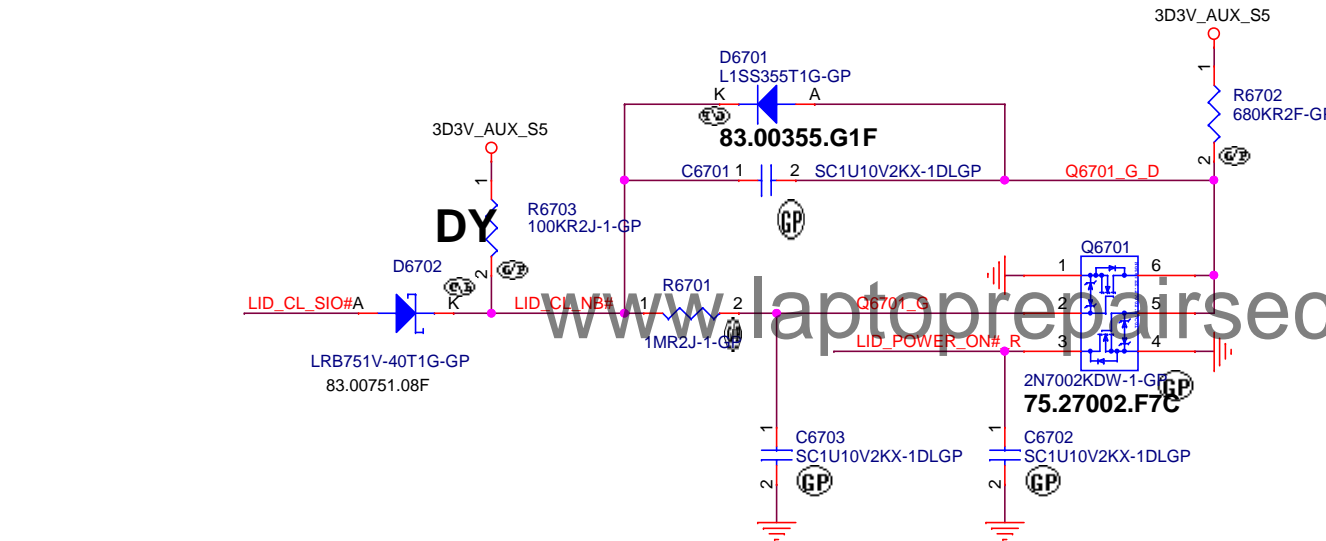 3D3V_AUX_S5
D6701
L1SS355T1G-GP
K A
83.00355.G1F
1
R6702
680KR2F-GP
2
3D3V_AUX_S5
C6701 1 2 SC1U10V2KX-1DLGP
Q6701_G_D
GP
1
DY
R6703
100KR2J-1-GP
2
D6702
LID_CL_SIO# A K LID_CL_NB#
LRB751V-40T1G-GP
83.00751.08F
R6701
1 2
1MR2J-1-GP
Q6701_G
LID_POWER_ON#_R
Q6701
1 6
2 5
3 4
2N7002KDW-1-GP
GP
75.27002.F7C
www.laptoprepairsec
1
C6703
SC1U10V2KX-1DLGP
2
GP
1
C6702
SC1U10V2KX-1DLGP
2
GP